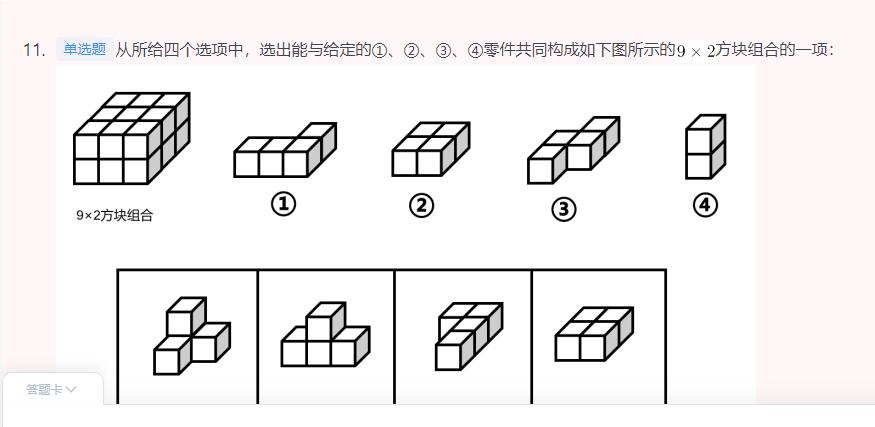 11. 单选题 从所给四个选项中，选出能与给定的①、②、③、④零件共同构成如下图所示的9 × 2方块组合的一项：
① ② ③ ④
9×2方块组合
答题卡